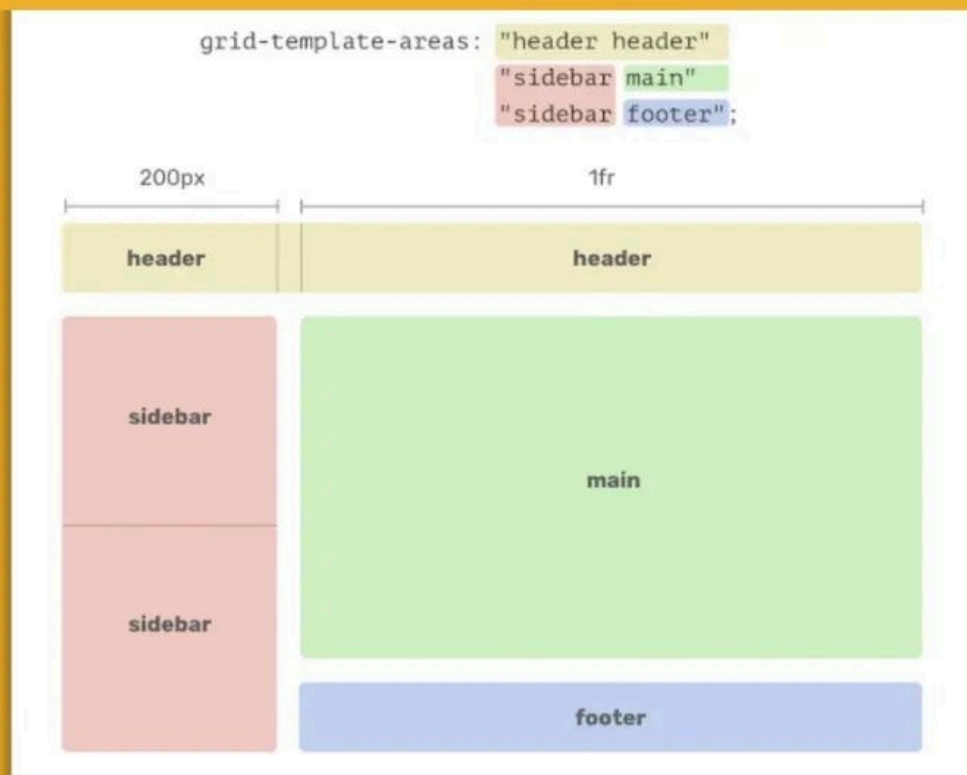 grid-template-areas: "header header"
"sidebar main"
"sidebar footer";
200px 1fr
header header
sidebar
main
sidebar
footer